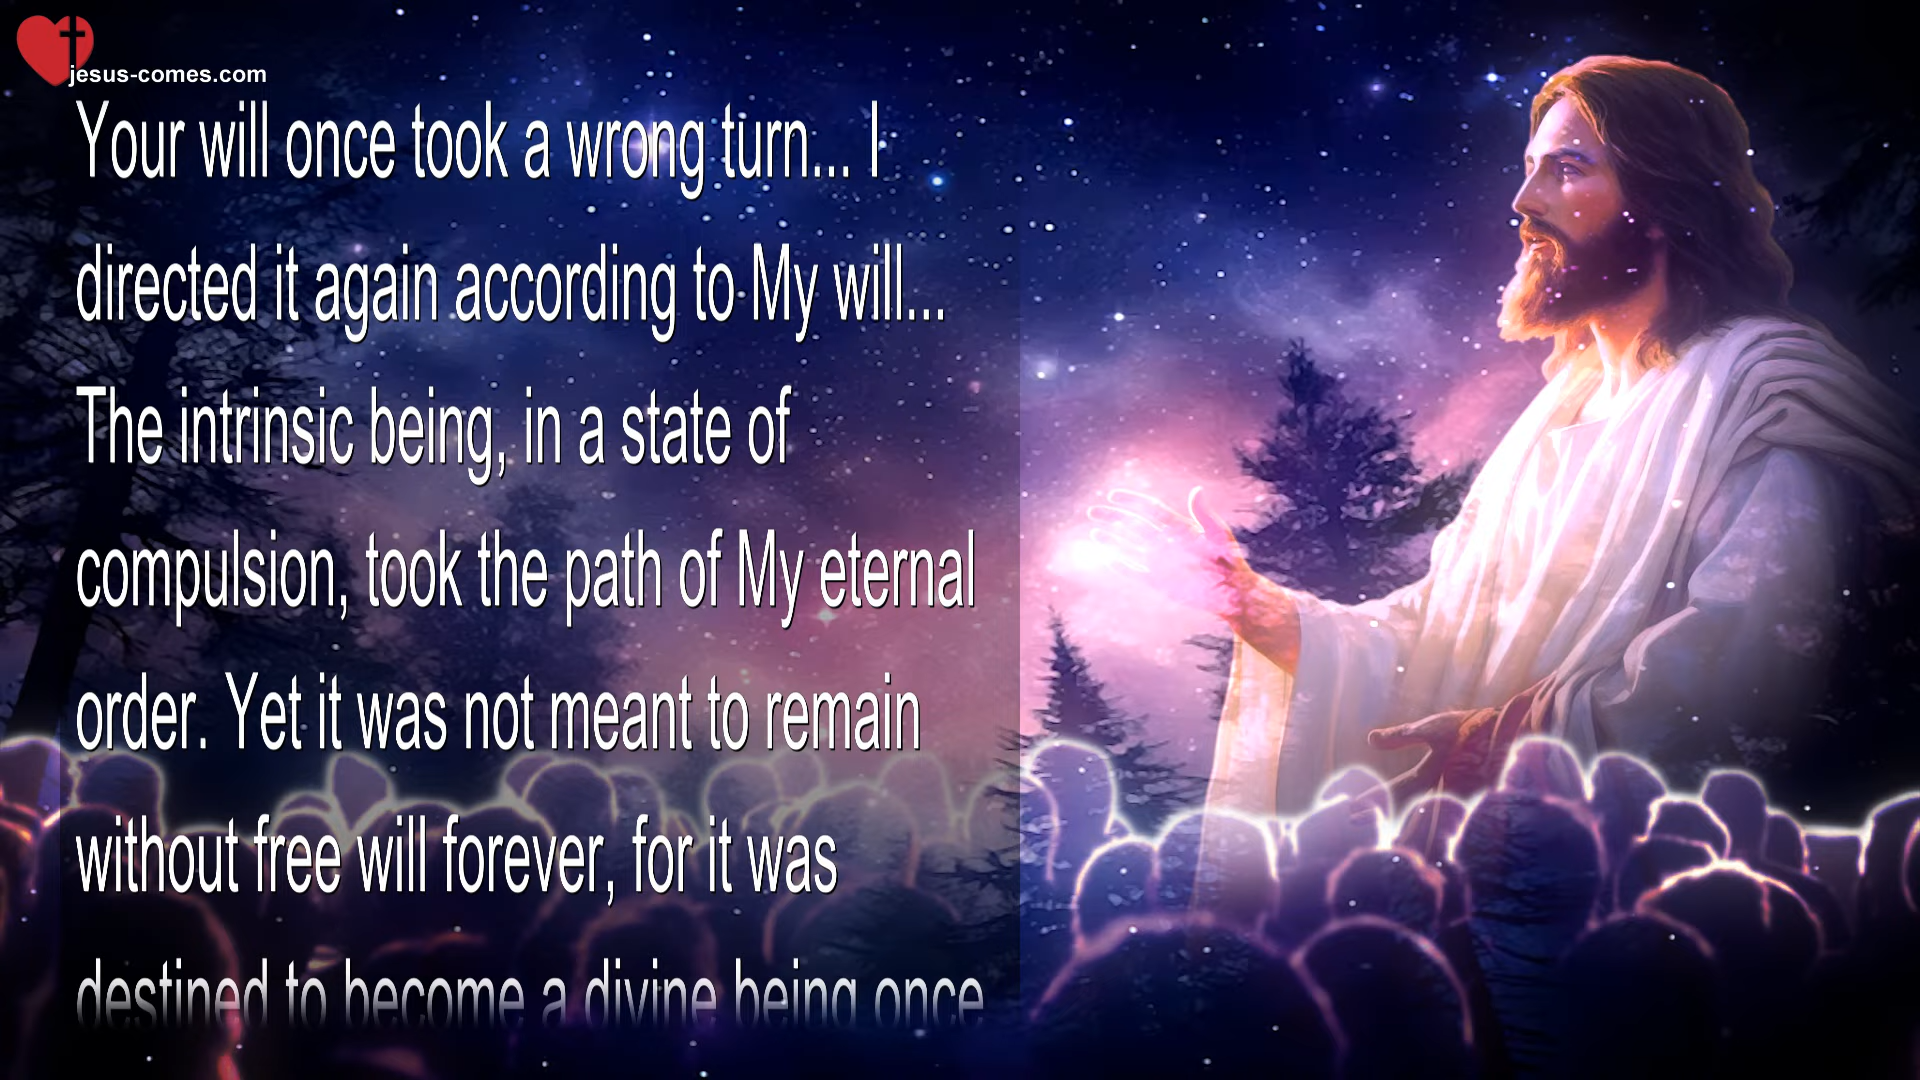 jesus-comes.com
Your will once took a wrong turn... I
directed it again according to My will...
The intrinsic being, in a state of
compulsion, took the path of My eternal
order. Yet it was not meant to remain
without free will forever, for it was
destined to become a divine being once